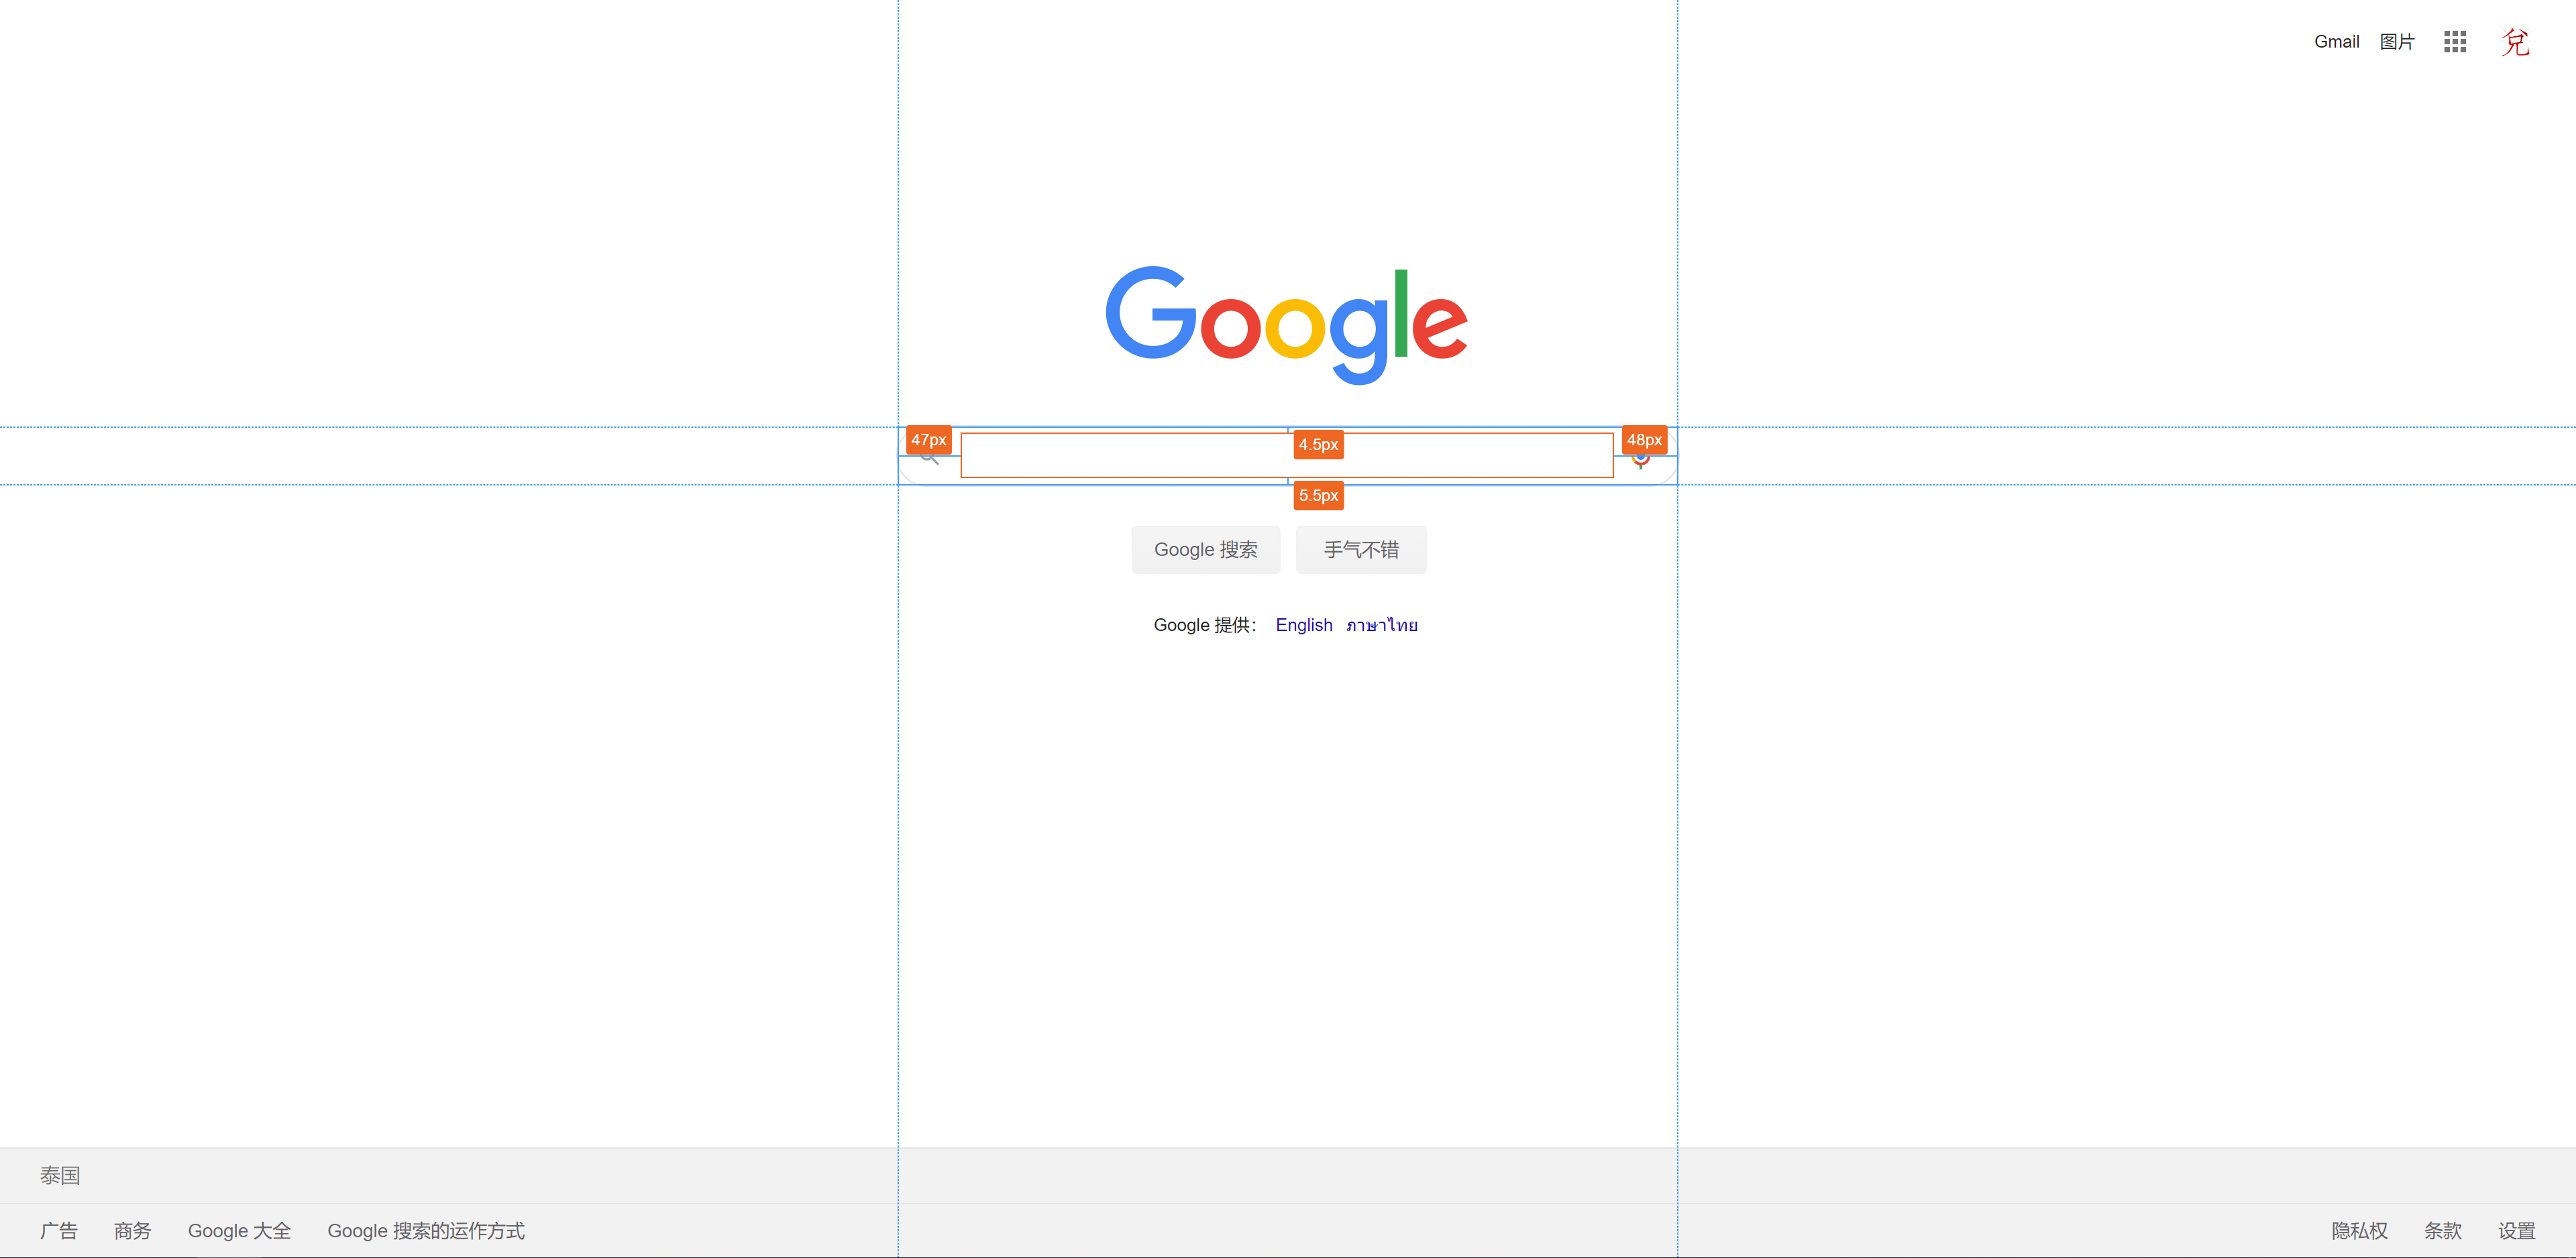 Gmail 图片 兌
Google
47px 4.5px 48px
5.5px
Google 搜索 手气不错
Google 提供： English ภาษาไทย
泰国
广告 商务 Google 大全 Google 搜索的运作方式 隐私权 条款 设置